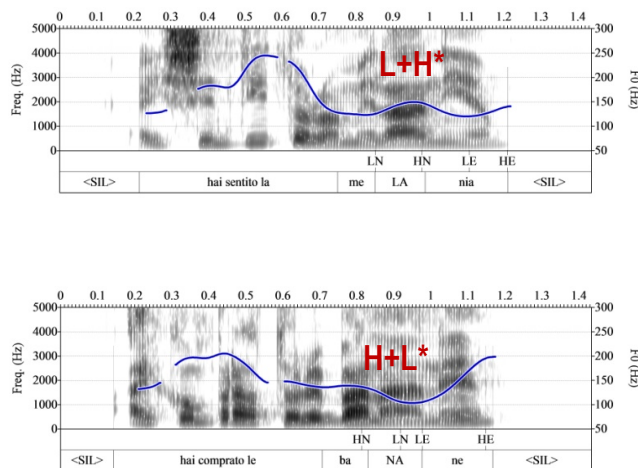 0 0.1 0.2 0.3 0.4 0.5 0.6 0.7 0.8 0.9 1 1.1 1.2 1.3 1.4
5000 300
4000 250
3000 200
2000 150
1000 100
0 50
Freq. (Hz)
F0 (Hz)
L+H*
LN HN LE HE
<SIL> hai sentito la me LA nia <SIL>
0 0.1 0.2 0.3 0.4 0.5 0.6 0.7 0.8 0.9 1 1.1 1.2 1.3 1.4
5000 300
4000 250
3000 200
2000 150
1000 100
0 50
Freq. (Hz)
F0 (Hz)
H+L*
HN LN LE HE
<SIL> hai comprato le ba NA ne <SIL>